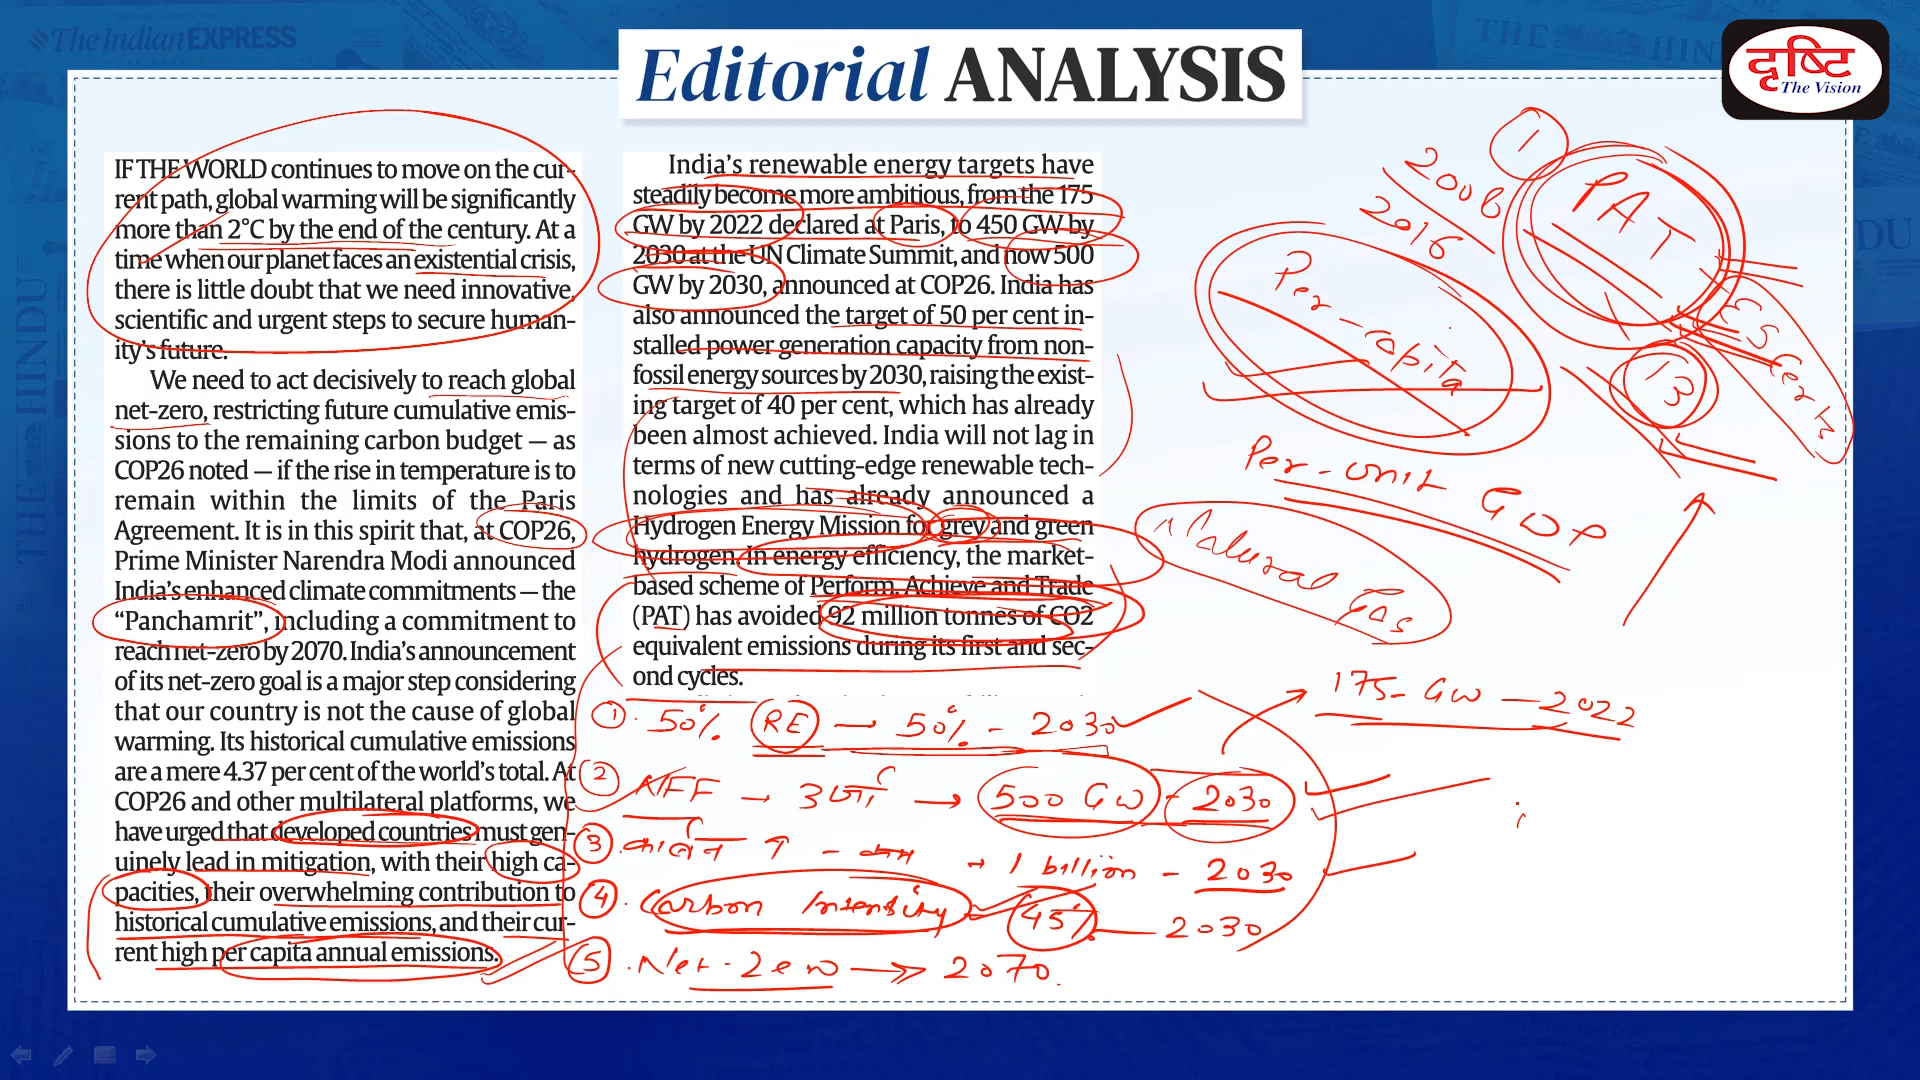 The Indian EXPRESS
Editorial ANALYSIS
दृष्टि
The Vision
IF THE WORLD continues to move on the cur-
rent path, global warming will be significantly
more than 2°C by the end of the century. At a
time when our planet faces an existential crisis,
there is little doubt that we need innovative,
scientific and urgent steps to secure human-
ity's future.
We need to act decisively to reach global
net-zero, restricting future cumulative emis-
sions to the remaining carbon budget — as
COP26 noted — if the rise in temperature is to
remain within the limits of the Paris
Agreement. It is in this spirit that, at COP26,
Prime Minister Narendra Modi announced
India's enhanced climate commitments — the
“Panchamrit”, including a commitment to
reach net-zero by 2070. India's announcement
of its net-zero goal is a major step considering
that our country is not the cause of global
warming. Its historical cumulative emissions
are a mere 4.37 per cent of the world's total. At
COP26 and other multilateral platforms, we
have urged that developed countries must gen-
uinely lead in mitigation, with their high ca-
pacities, their overwhelming contribution to
historical cumulative emissions, and their cur-
rent high per capita annual emissions.
India's renewable energy targets have
steadily become more ambitious, from the 175
GW by 2022 declared at Paris, to 450 GW by
2030 at the UN Climate Summit, and now 500
GW by 2030, announced at COP26. India has
also announced the target of 50 per cent in-
stalled power generation capacity from non-
fossil energy sources by 2030, raising the exist-
ing target of 40 per cent, which has already
been almost achieved. India will not lag in
terms of new cutting-edge renewable tech-
nologies and has already announced a
Hydrogen Energy Mission for grey and green
hydrogen. In energy efficiency, the market-
based scheme of Perform, Achieve and Trade
(PAT) has avoided 92 million tonnes of CO2
equivalent emissions during its first and sec-
ond cycles.
① . 50% RE → 50% - 2030
② NFF → ऊर्जा → 500 GW - 2030
③ कार्बन ↑ - कम → 1 billion - 2030
④ . Carbon Intensity 45% — 2030
⑤ . Net-Zero → 2070.
1
PAT
2008
2016
Per-capita
ESCerts
13
Per-unit GDP
Natural Gas
175- GW — 2022
THE HINDU